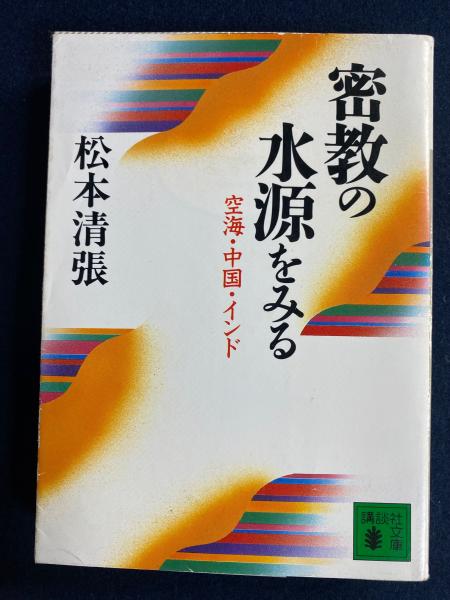 密教の
水源をみる
空海・中国・インド
松本清張
講談社文庫